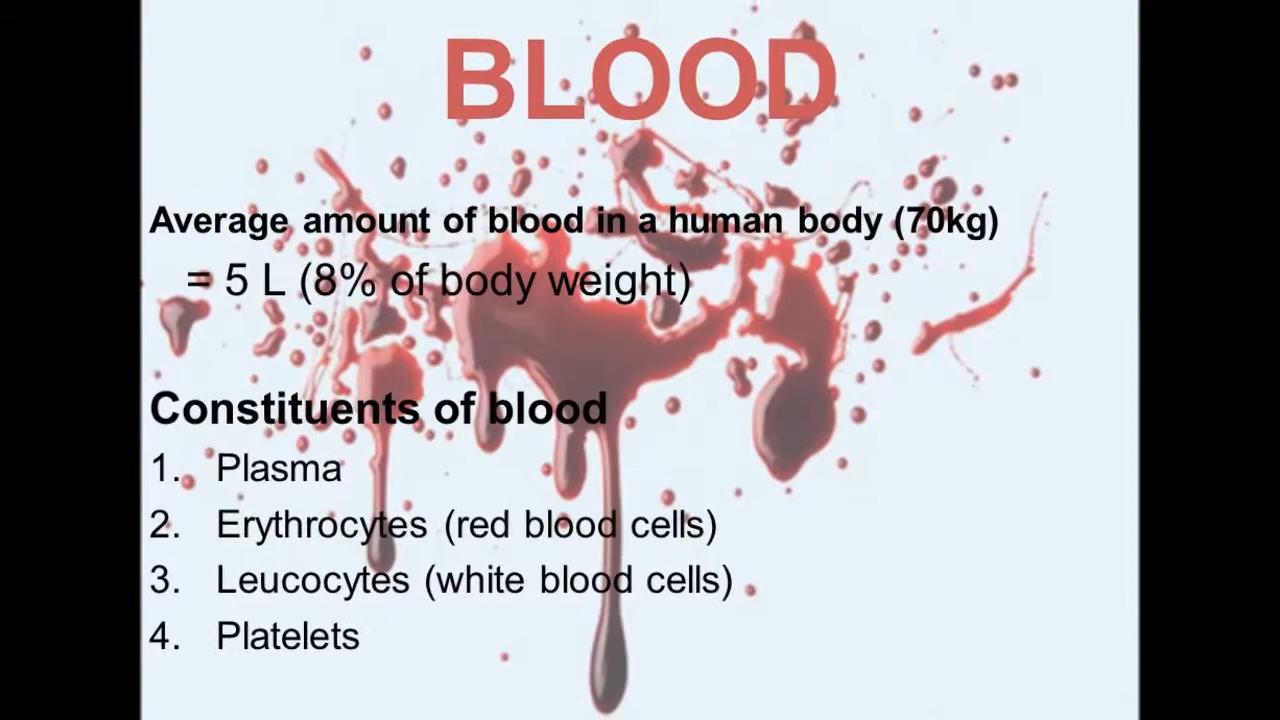 BLOOD
Average amount of blood in a human body (70kg)
= 5 L (8% of body weight)
Constituents of blood
1. Plasma
2. Erythrocytes (red blood cells)
3. Leucocytes (white blood cells)
4. Platelets